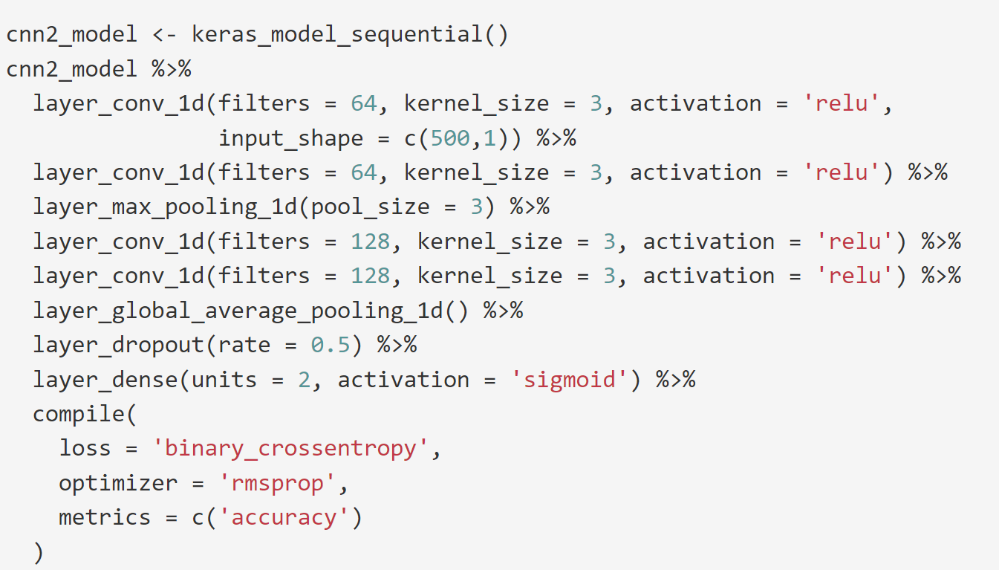 cnn2_model <- keras_model_sequential()
cnn2_model %>%
  layer_conv_1d(filters = 64, kernel_size = 3, activation = 'relu',
                input_shape = c(500,1)) %>%
  layer_conv_1d(filters = 64, kernel_size = 3, activation = 'relu') %>%
  layer_max_pooling_1d(pool_size = 3) %>%
  layer_conv_1d(filters = 128, kernel_size = 3, activation = 'relu') %>%
  layer_conv_1d(filters = 128, kernel_size = 3, activation = 'relu') %>%
  layer_global_average_pooling_1d() %>%
  layer_dropout(rate = 0.5) %>%
  layer_dense(units = 2, activation = 'sigmoid') %>%
  compile(
    loss = 'binary_crossentropy',
    optimizer = 'rmsprop',
    metrics = c('accuracy')
  )